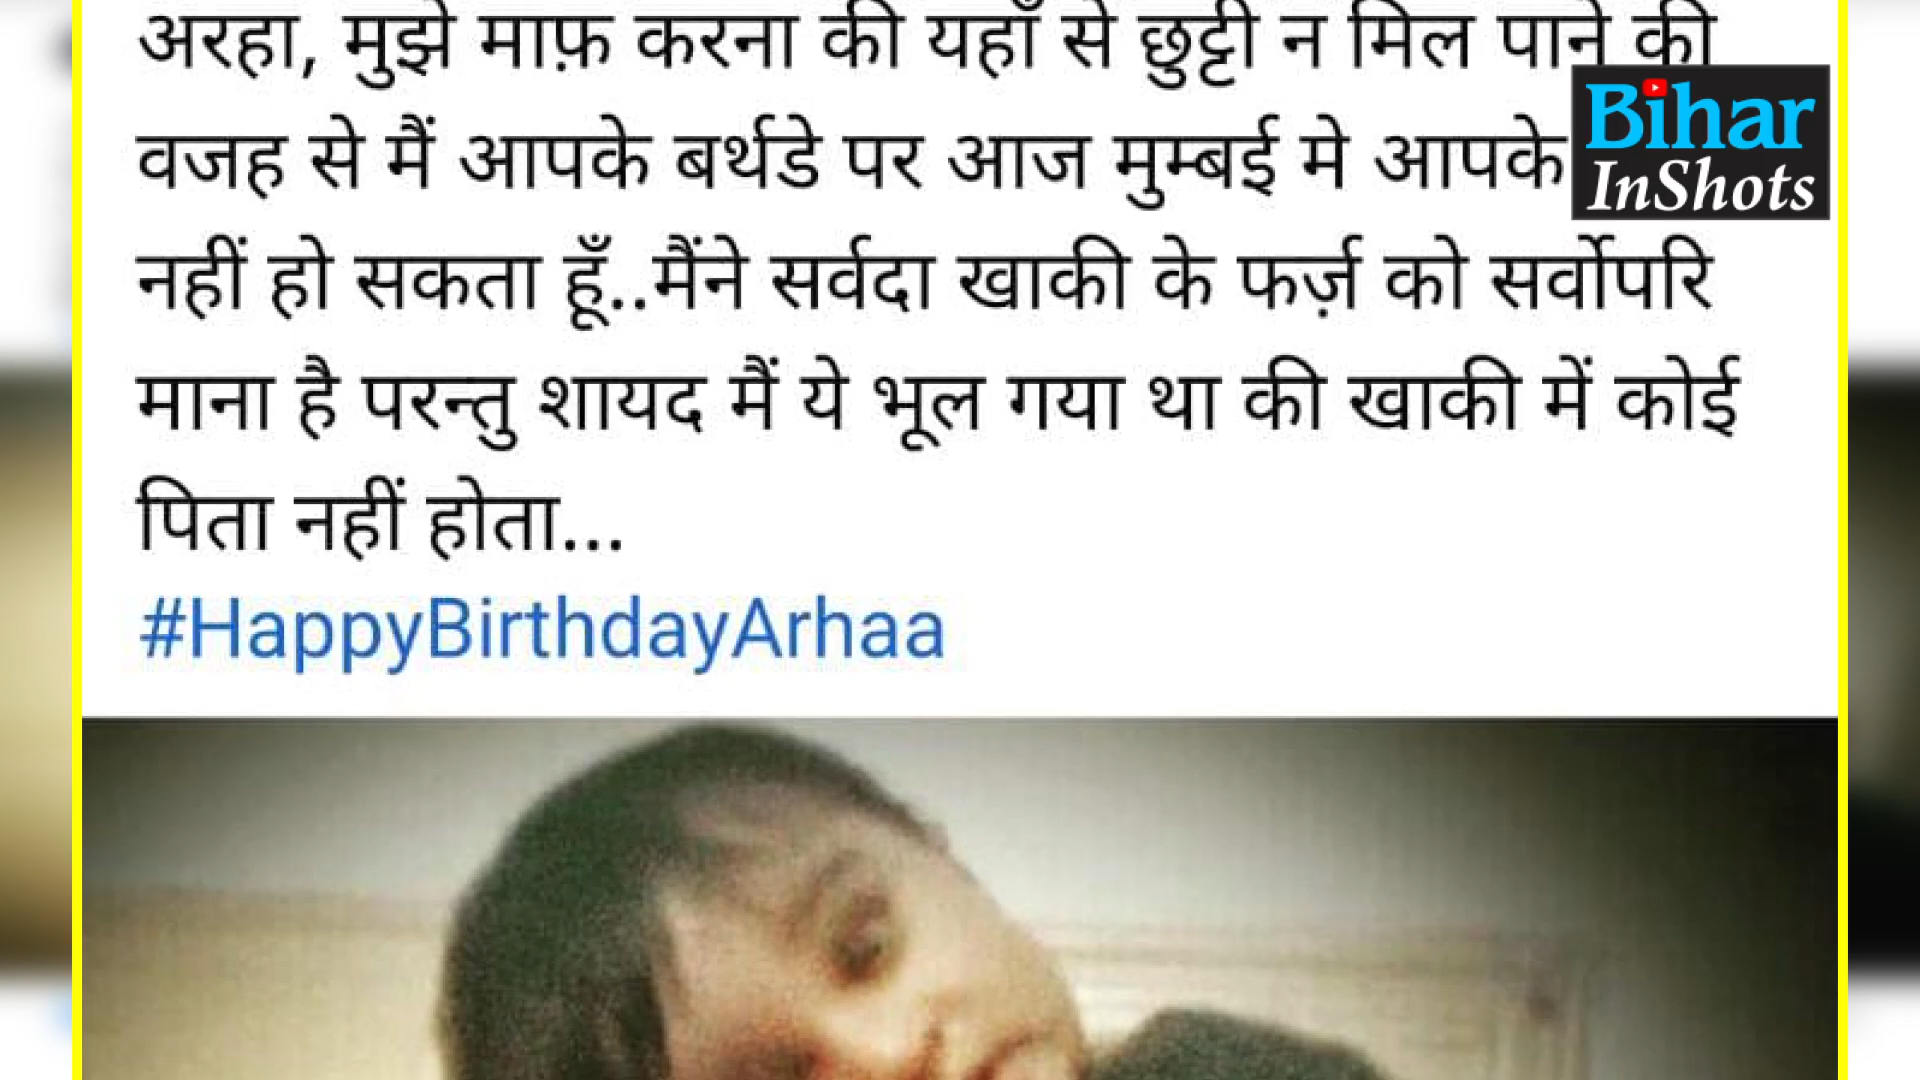 अरहा, मुझे माफ़ करना की यहाँ से छुट्टी न मिल पाने की
वजह से मैं आपके बर्थडे पर आज मुम्बई मे आपके
नहीं हो सकता हूँ..मैंने सर्वदा खाकी के फर्ज़ को सर्वोपरि
माना है परन्तु शायद मैं ये भूल गया था की खाकी में कोई
पिता नहीं होता...
#HappyBirthdayArhaa
Bihar
InShots